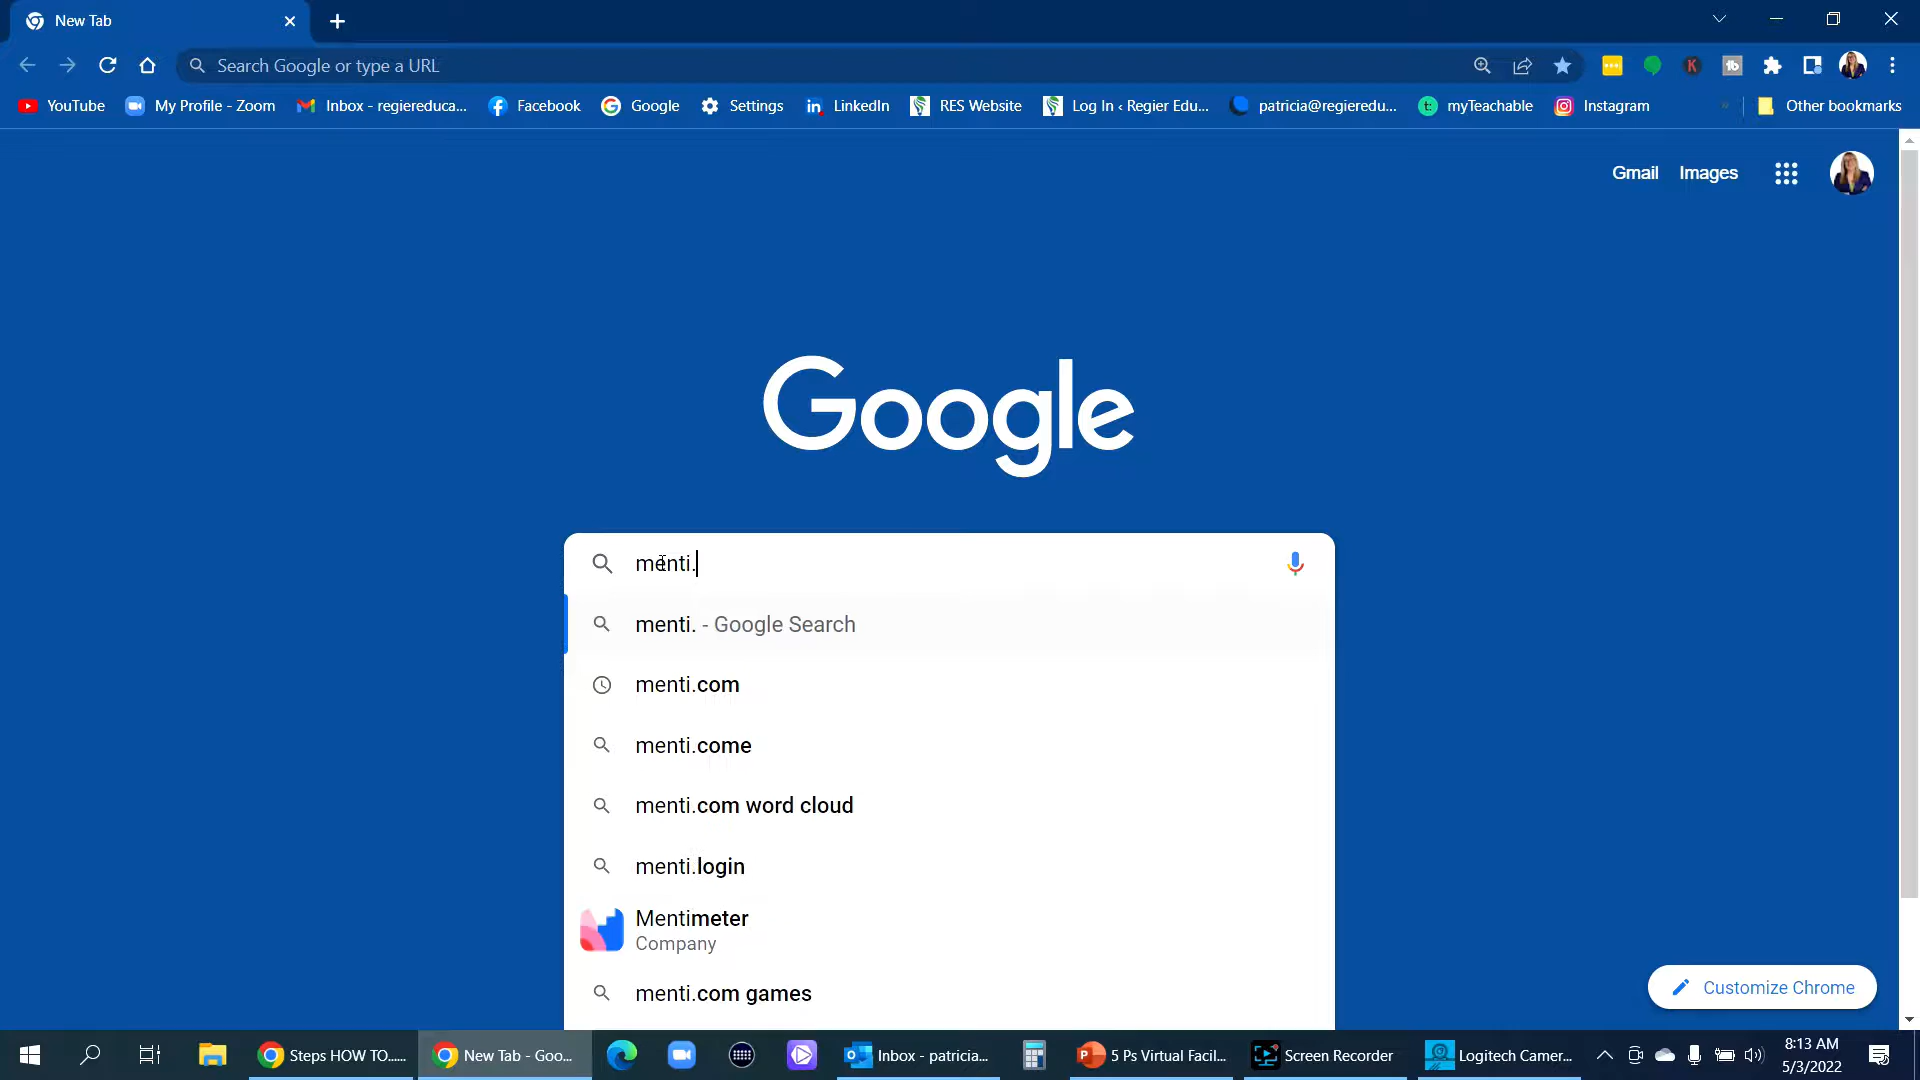 New Tab
Search Google or type a URL
YouTube My Profile - Zoom Inbox - regiereduca... Facebook Google Settings LinkedIn RES Website Log In ‹ Regier Edu... patricia@regieredu... myTeachable Instagram » Other bookmarks
Gmail Images
Google
menti.
menti. - Google Search
menti.com
menti.come
menti.com word cloud
menti.login
Mentimeter
Company
menti.com games
Customize Chrome
Steps HOW TO...... New Tab - Goo... Inbox - patricia... 5 Ps Virtual Facil... Screen Recorder Logitech Camer... 8:13 AM
5/3/2022